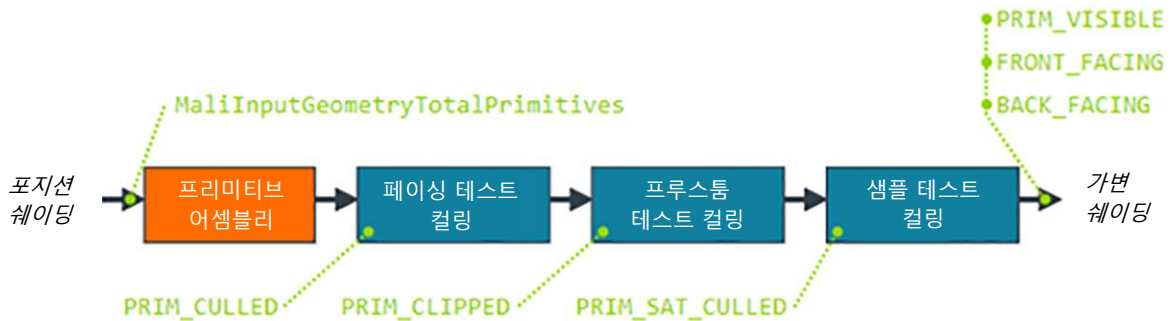 PRIM_VISIBLE
FRONT_FACING
BACK_FACING
MaliInputGeometryTotalPrimitives
포지션
쉐이딩
프리미티브
어셈블리
페이싱 테스트
컬링
프루스툼
테스트 컬링
샘플 테스트
컬링
가변
쉐이딩
PRIM_CULLED
PRIM_CLIPPED
PRIM_SAT_CULLED